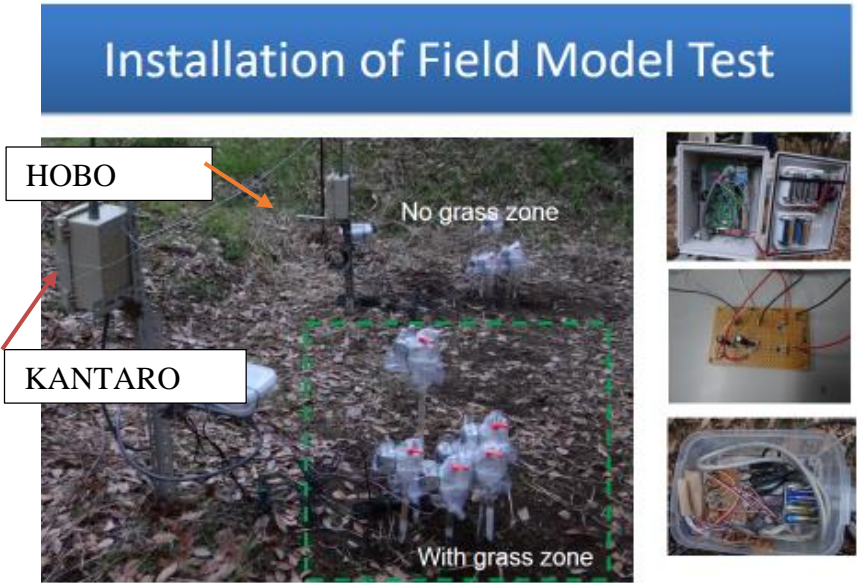 Installation of Field Model Test
HOBO
No grass zone
KANTARO
With grass zone